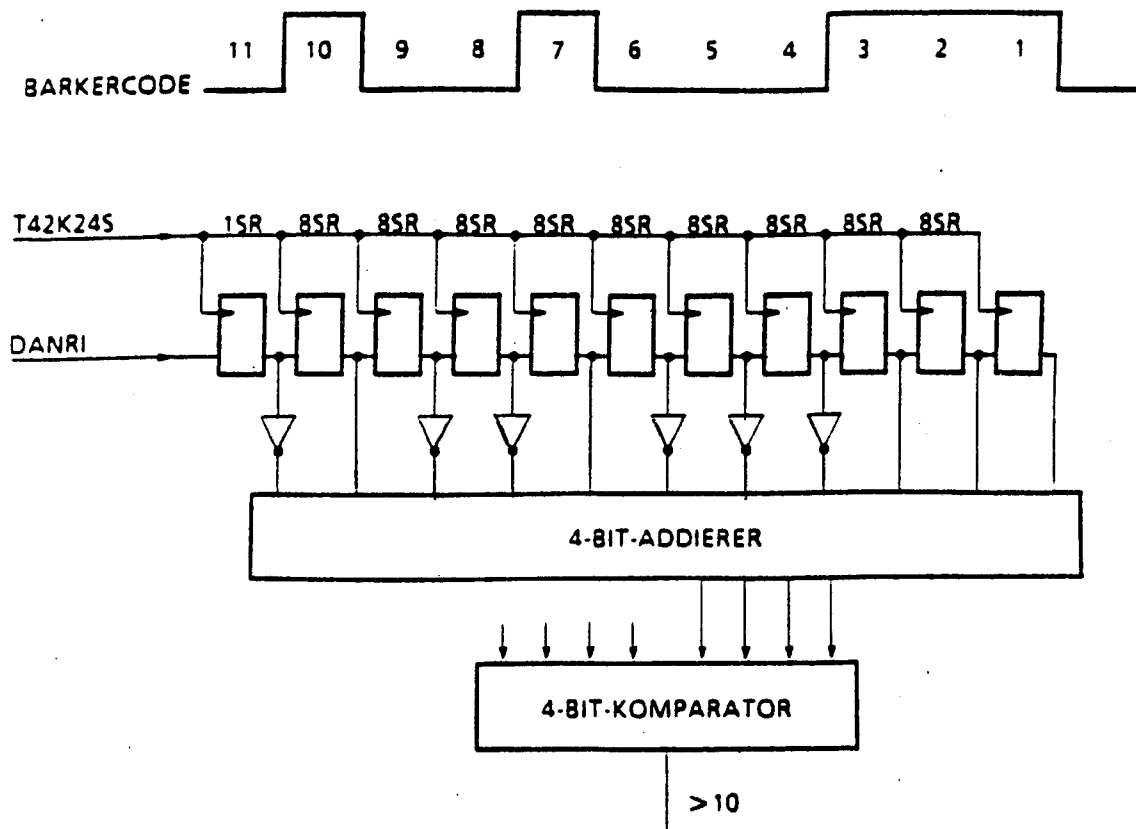 11 10 9 8 7 6 5 4 3 2 1
BARKERCODE
T42K24S 1SR 8SR 8SR 8SR 8SR 8SR 8SR 8SR 8SR 8SR
DANRI
4-BIT-ADDIERER
4-BIT-KOMPARATOR
>10